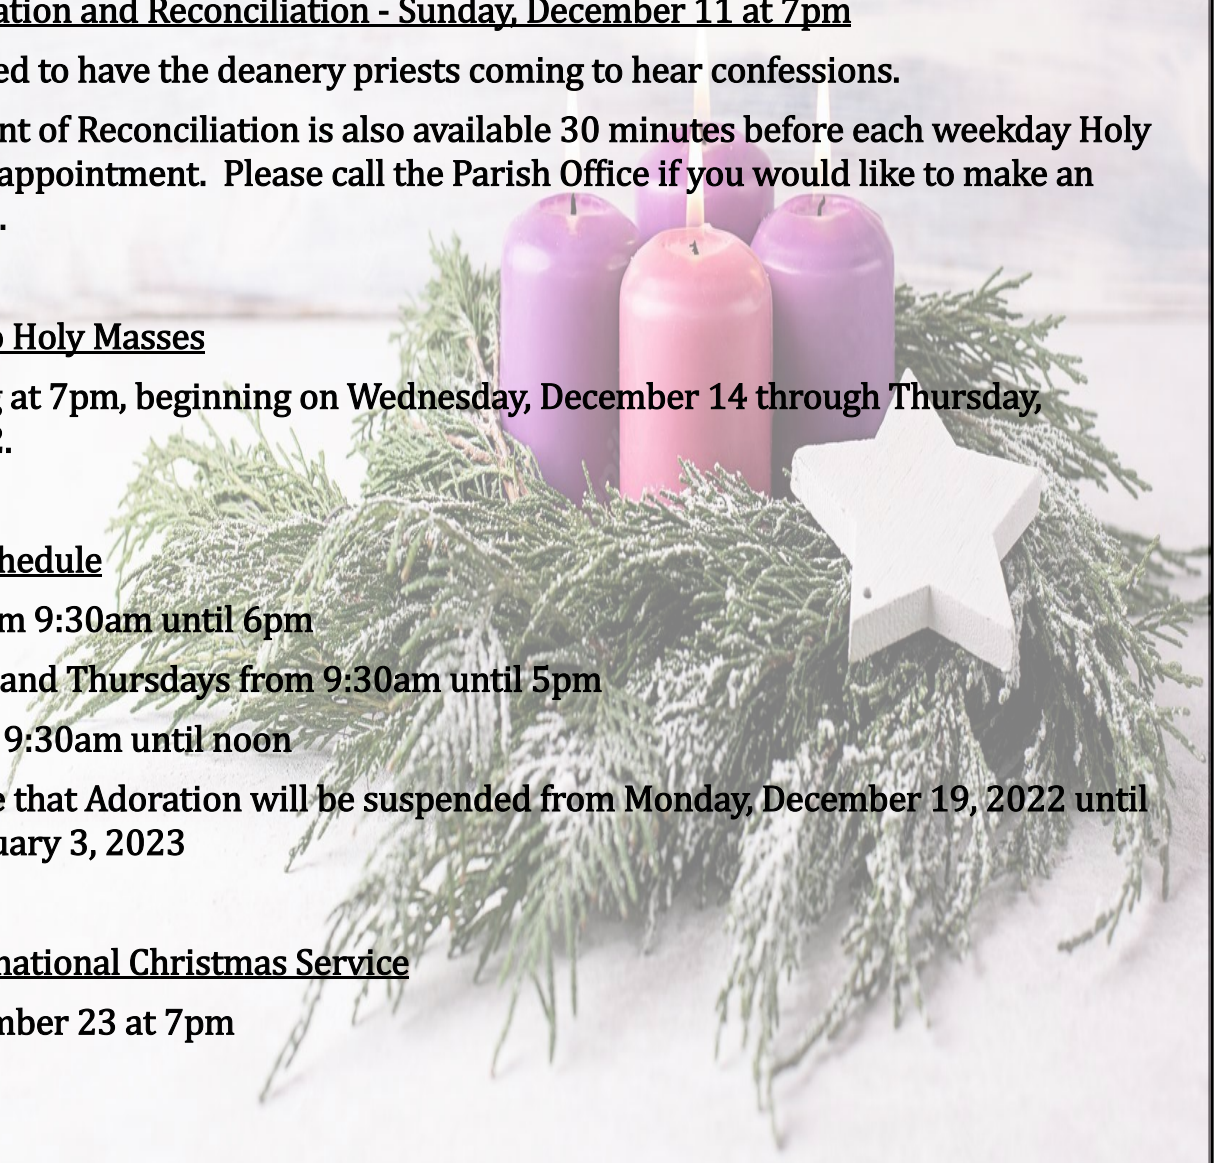 ation and Reconciliation - Sunday, December 11 at 7pm
ed to have the deanery priests coming to hear confessions.
nt of Reconciliation is also available 30 minutes before each weekday Holy
appointment.  Please call the Parish Office if you would like to make an
.
o Holy Masses
g at 7pm, beginning on Wednesday, December 14 through Thursday,
2.
hedule
m 9:30am until 6pm
and Thursdays from 9:30am until 5pm
9:30am until noon
e that Adoration will be suspended from Monday, December 19, 2022 until
uary 3, 2023
national Christmas Service
mber 23 at 7pm